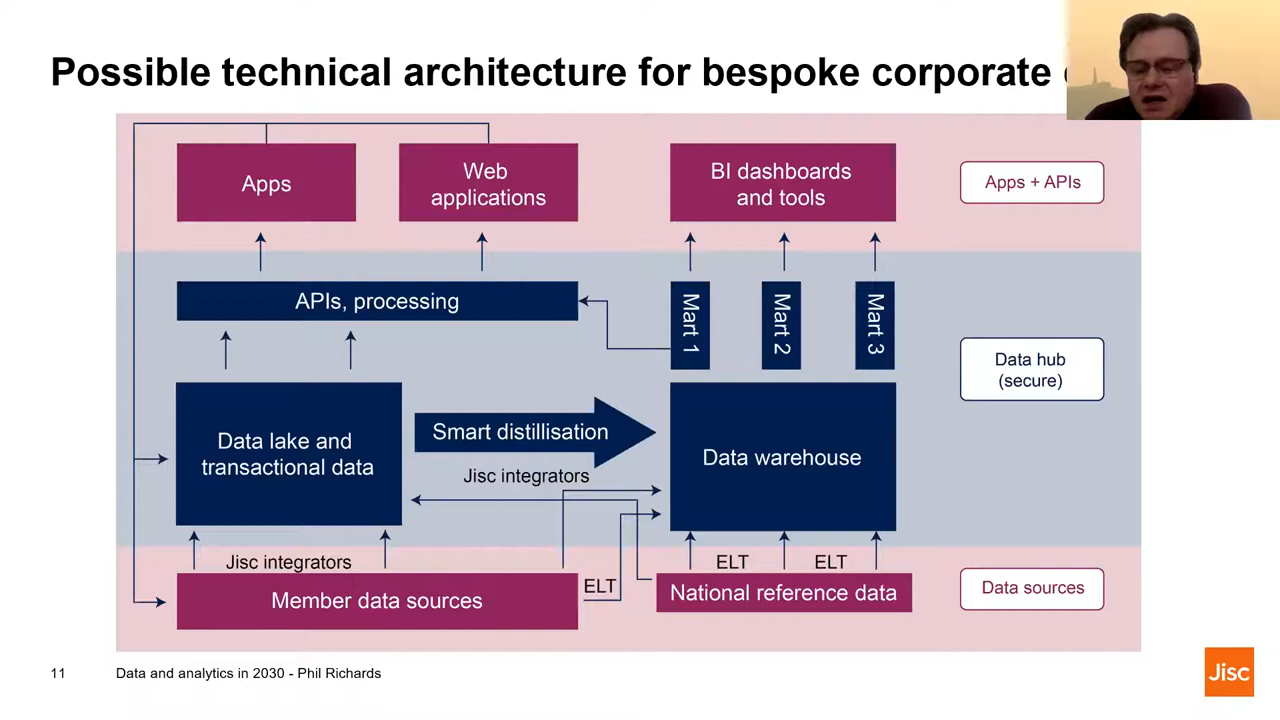 Possible technical architecture for bespoke corporate
Apps
Web
applications
BI dashboards
and tools
Apps + APIs
APIs, processing
Mart 1
Mart 2
Mart 3
Data hub
(secure)
Data lake and
transactional data
Smart distillisation
Data warehouse
Jisc integrators
Jisc integrators
ELT
ELT
ELT
Member data sources
National reference data
Data sources
11
Data and analytics in 2030 - Phil Richards
Jisc